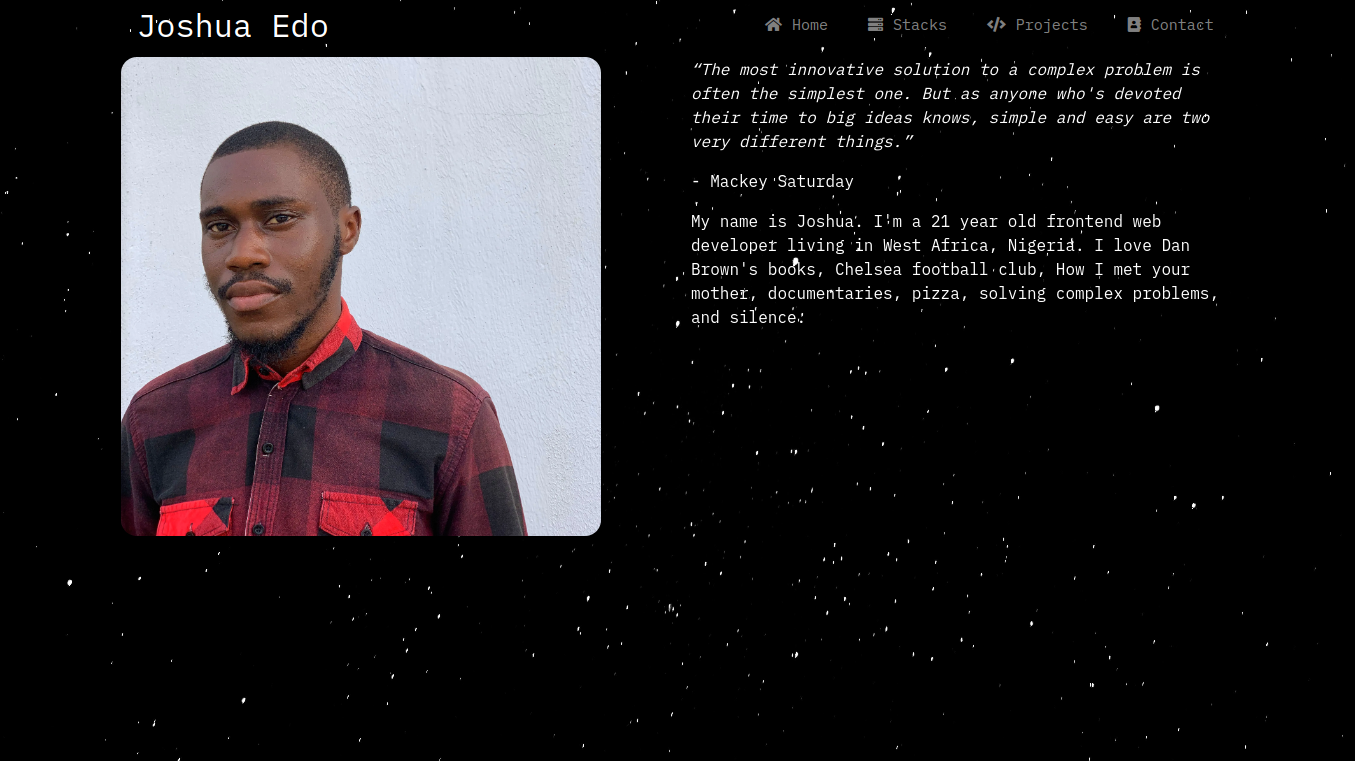 Joshua Edo
Home Stacks Projects Contact
“The most innovative solution to a complex problem is
often the simplest one. But as anyone who's devoted
their time to big ideas knows, simple and easy are two
very different things.”
- Mackey Saturday
My name is Joshua. I'm a 21 year old frontend web
developer living in West Africa, Nigeria. I love Dan
Brown's books, Chelsea football club, How I met your
mother, documentaries, pizza, solving complex problems,
and silence.